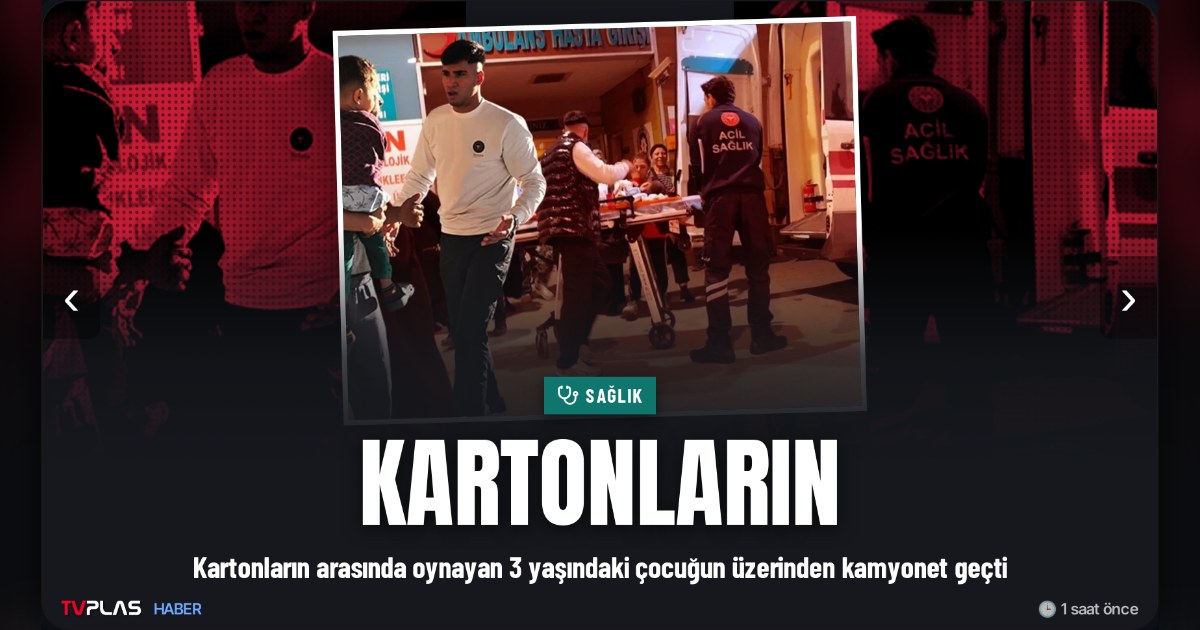 AMBULANS HASTA GİRİŞİ
ACİL
SAĞLIK
ACİL
SAĞLIK
SAĞLIK
KARTONLARIN
Kartonların arasında oynayan 3 yaşındaki çocuğun üzerinden kamyonet geçti
TVPLAS HABER
1 saat önce